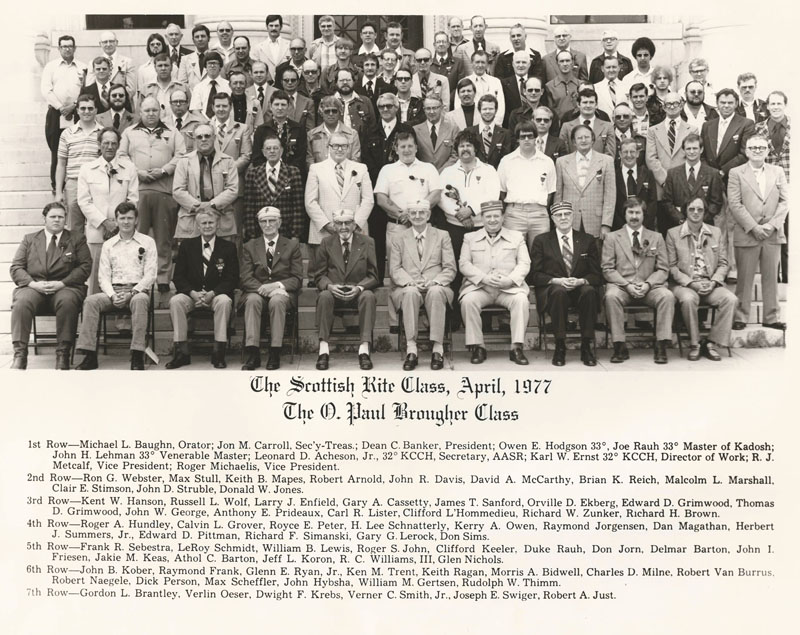 The Scottish Rite Class, April, 1977
The O. Paul Brougher Class
1st Row—Michael L. Baughn, Orator; Jon M. Carroll, Sec'y-Treas.; Dean C. Banker, President; Owen E. Hodgson 33°, Joe Rauh 33° Master of Kadosh;
John H. Lehman 33° Venerable Master; Leonard D. Acheson, Jr., 32° KCCH, Secretary, AASR; Karl W. Ernst 32° KCCH, Director of Work; R. J.
Metcalf, Vice President; Roger Michaelis, Vice President.
2nd Row—Ron G. Webster, Max Stull, Keith B. Mapes, Robert Arnold, John R. Davis, David A. McCarthy, Brian K. Reich, Malcolm L. Marshall,
Clair E. Stimson, John D. Struble, Donald W. Jones.
3rd Row—Kent W. Hanson, Russell L. Wolf, Larry J. Enfield, Gary A. Cassetty, James T. Sanford, Orville D. Ekberg, Edward D. Grimwood, Thomas
D. Grimwood, John W. George, Anthony E. Prideaux, Carl R. Lister, Clifford L'Hommedieu, Richard W. Zunker, Richard H. Brown.
4th Row—Roger A. Hundley, Calvin L. Grover, Royce E. Peter, H. Lee Schnatterly, Kerry A. Owen, Raymond Jorgensen, Dan Magathan, Herbert
J. Summers, Jr., Edward D. Pittman, Richard F. Simanski, Gary G. Lerock, Don Sims.
5th Row—Frank R. Sebestra, LeRoy Schmidt, William B. Lewis, Roger S. John, Clifford Keeler, Duke Rauh, Don Jorn, Delmar Barton, John I.
Friesen, Jakie M. Keas, Athol C. Barton, Jeff L. Koron, R. C. Williams, III, Glen Nichols.
6th Row—John B. Kober, Raymond Frank, Glenn E. Ryan, Jr., Ken M. Trent, Keith Ragan, Morris A. Bidwell, Charles D. Milne, Robert Van Burrus,
Robert Naegele, Dick Person, Max Scheffler, John Hybsha, William M. Gertsen, Rudolph W. Thimm.
7th Row—Gordon L. Brantley, Verlin Oeser, Dwight F. Krebs, Verner C. Smith, Jr., Joseph E. Swiger, Robert A. Just.